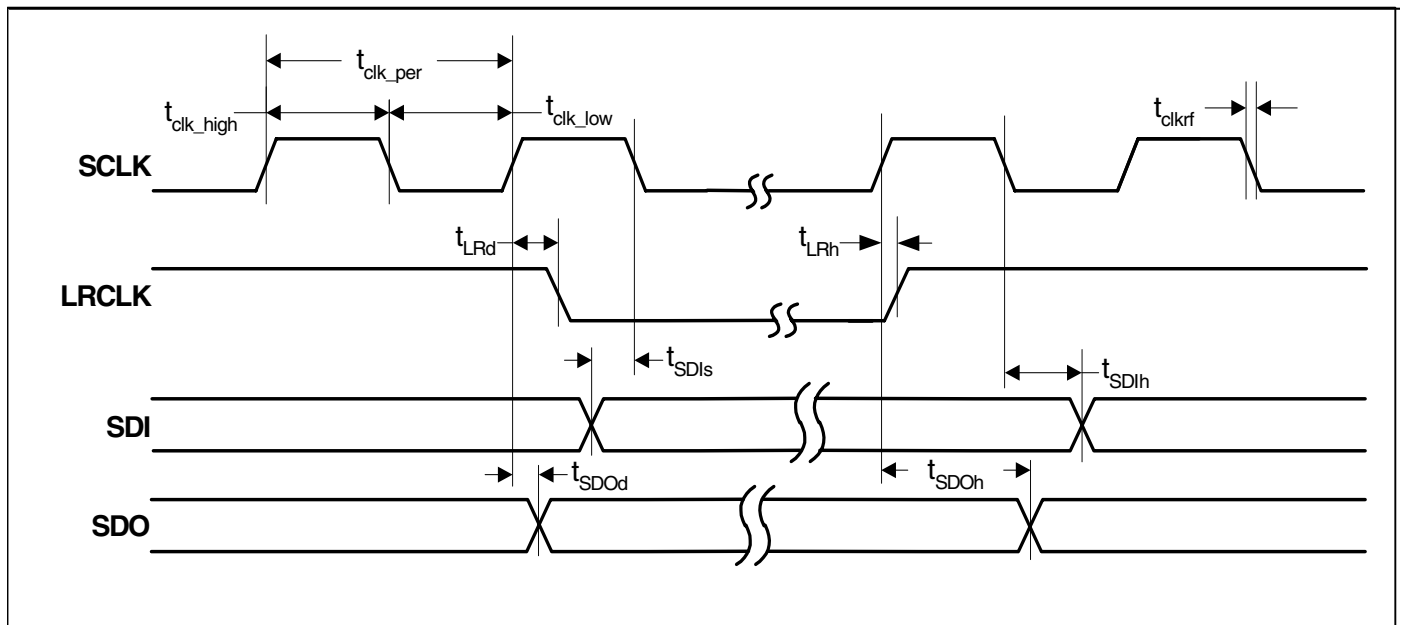 t_clk_per
t_clk_high
t_clk_low
t_clkrf
SCLK
t_LRd
t_LRh
LRCLK
t_SDIs
t_SDIh
SDI
t_SDOd
t_SDOh
SDO